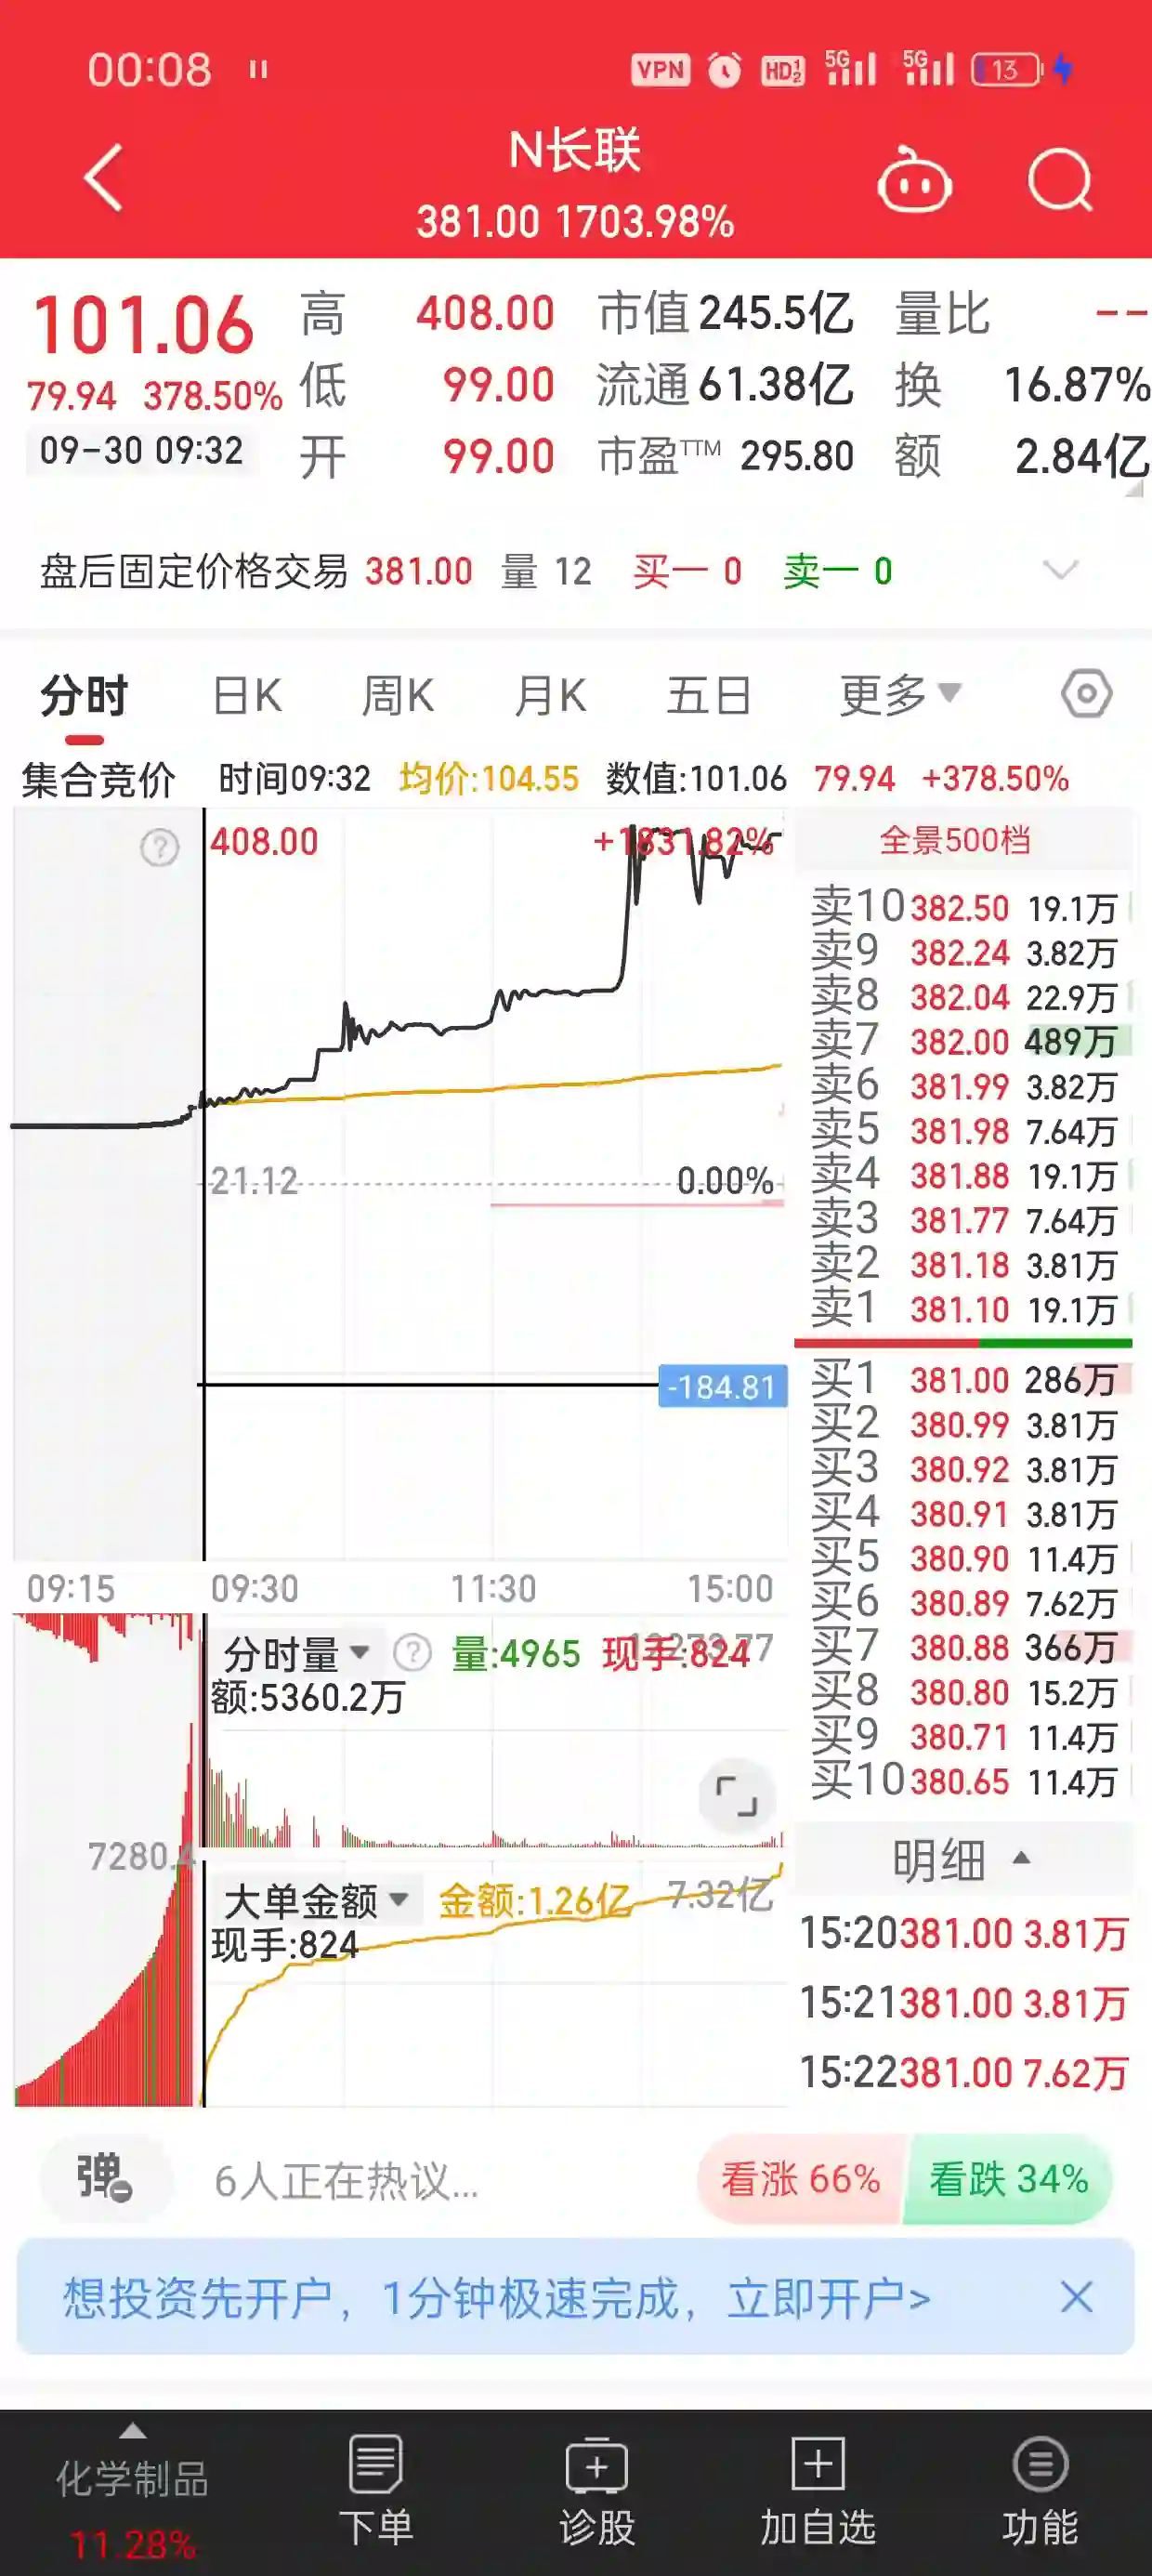 00:08 VPN HD 1 2 5G 5G 13
N长联
381.00 1703.98%
101.06 高 408.00 市值 245.5亿 量比 --
79.94 378.50% 低 99.00 流通 61.38亿 换 16.87%
09-30 09:32 开 99.00 市盈TTM 295.80 额 2.84亿
盘后固定价格交易 381.00 量 12 买一 0 卖一 0
分时 日K 周K 月K 五日 更多
集合竞价 时间09:32 均价:104.55 数值:101.06 79.94 +378.50%
? 408.00 +1831.82% 全景500档
卖10 382.50 19.1万
卖9 382.24 3.82万
卖8 382.04 22.9万
卖7 382.00 489万
卖6 381.99 3.82万
卖5 381.98 7.64万
卖4 381.88 19.1万
卖3 381.77 7.64万
卖2 381.18 3.81万
卖1 381.10 19.1万
21.12 0.00%
-184.81
买1 381.00 286万
买2 380.99 3.81万
买3 380.92 3.81万
买4 380.91 3.81万
买5 380.90 11.4万
买6 380.89 7.62万
买7 380.88 366万
买8 380.80 15.2万
买9 380.71 11.4万
买10 380.65 11.4万
09:15 09:30 11:30 15:00
分时量 ? 量:4965 现手:824
额:5360.2万
7280.4
明细
大单金额 金额:1.26亿 7.32亿
现手:824
15:20 381.00 3.81万
15:21 381.00 3.81万
15:22 381.00 7.62万
弹 6人正在热议... 看涨 66% 看跌 34%
想投资先开户，1分钟极速完成，立即开户>
化学制品 下单 诊股 加自选 功能
11.28%